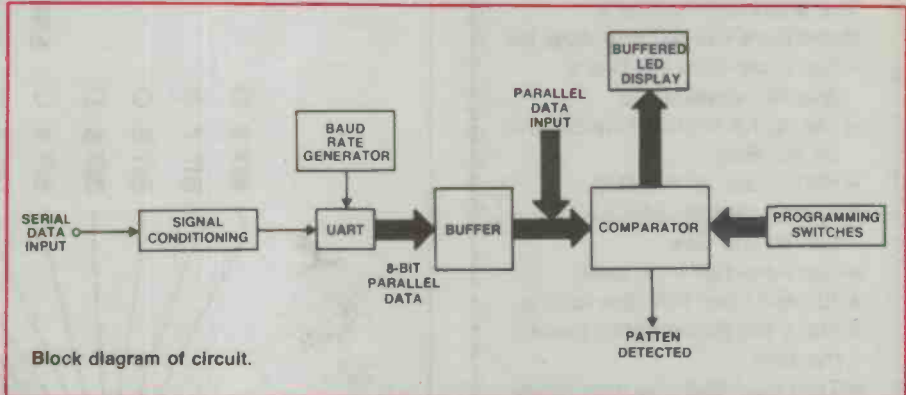 BUFFERED
LED
DISPLAY
PARALLEL
DATA
INPUT
BAUD
RATE
GENERATOR
SERIAL
DATA
INPUT
SIGNAL
CONDITIONING
UART
BUFFER
COMPARATOR
PROGRAMMING
SWITCHES
8-BIT
PARALLEL
DATA
PATTEN
DETECTED
Block diagram of circuit.